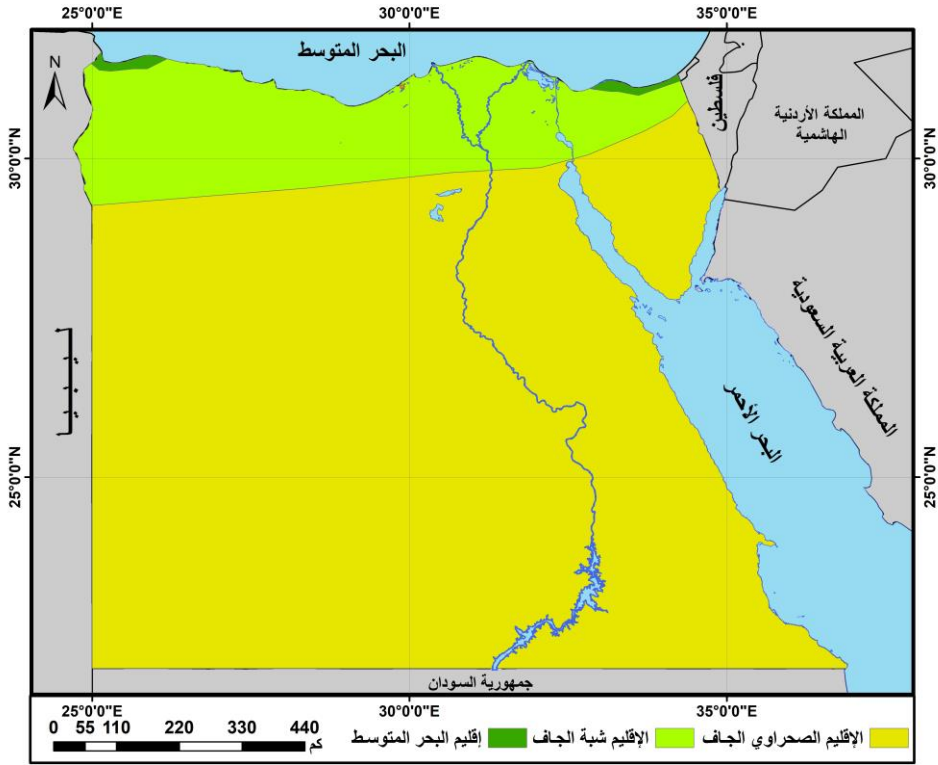 25°0'0"E 30°0'0"E 35°0'0"E
البحر المتوسط
N
فلسطين
المملكة الأردنية
الهاشمية
30°0'0"N 30°0'0"N
المملكة العربية السعودية
البحر الأحمر
25°0'0"N 25°0'0"N
جمهورية السودان
25°0'0"E 30°0'0"E 35°0'0"E
الإقليم الصحراوي الجاف الإقليم شبة الجاف إقليم البحر المتوسط
0 55 110 220 330 440
كم